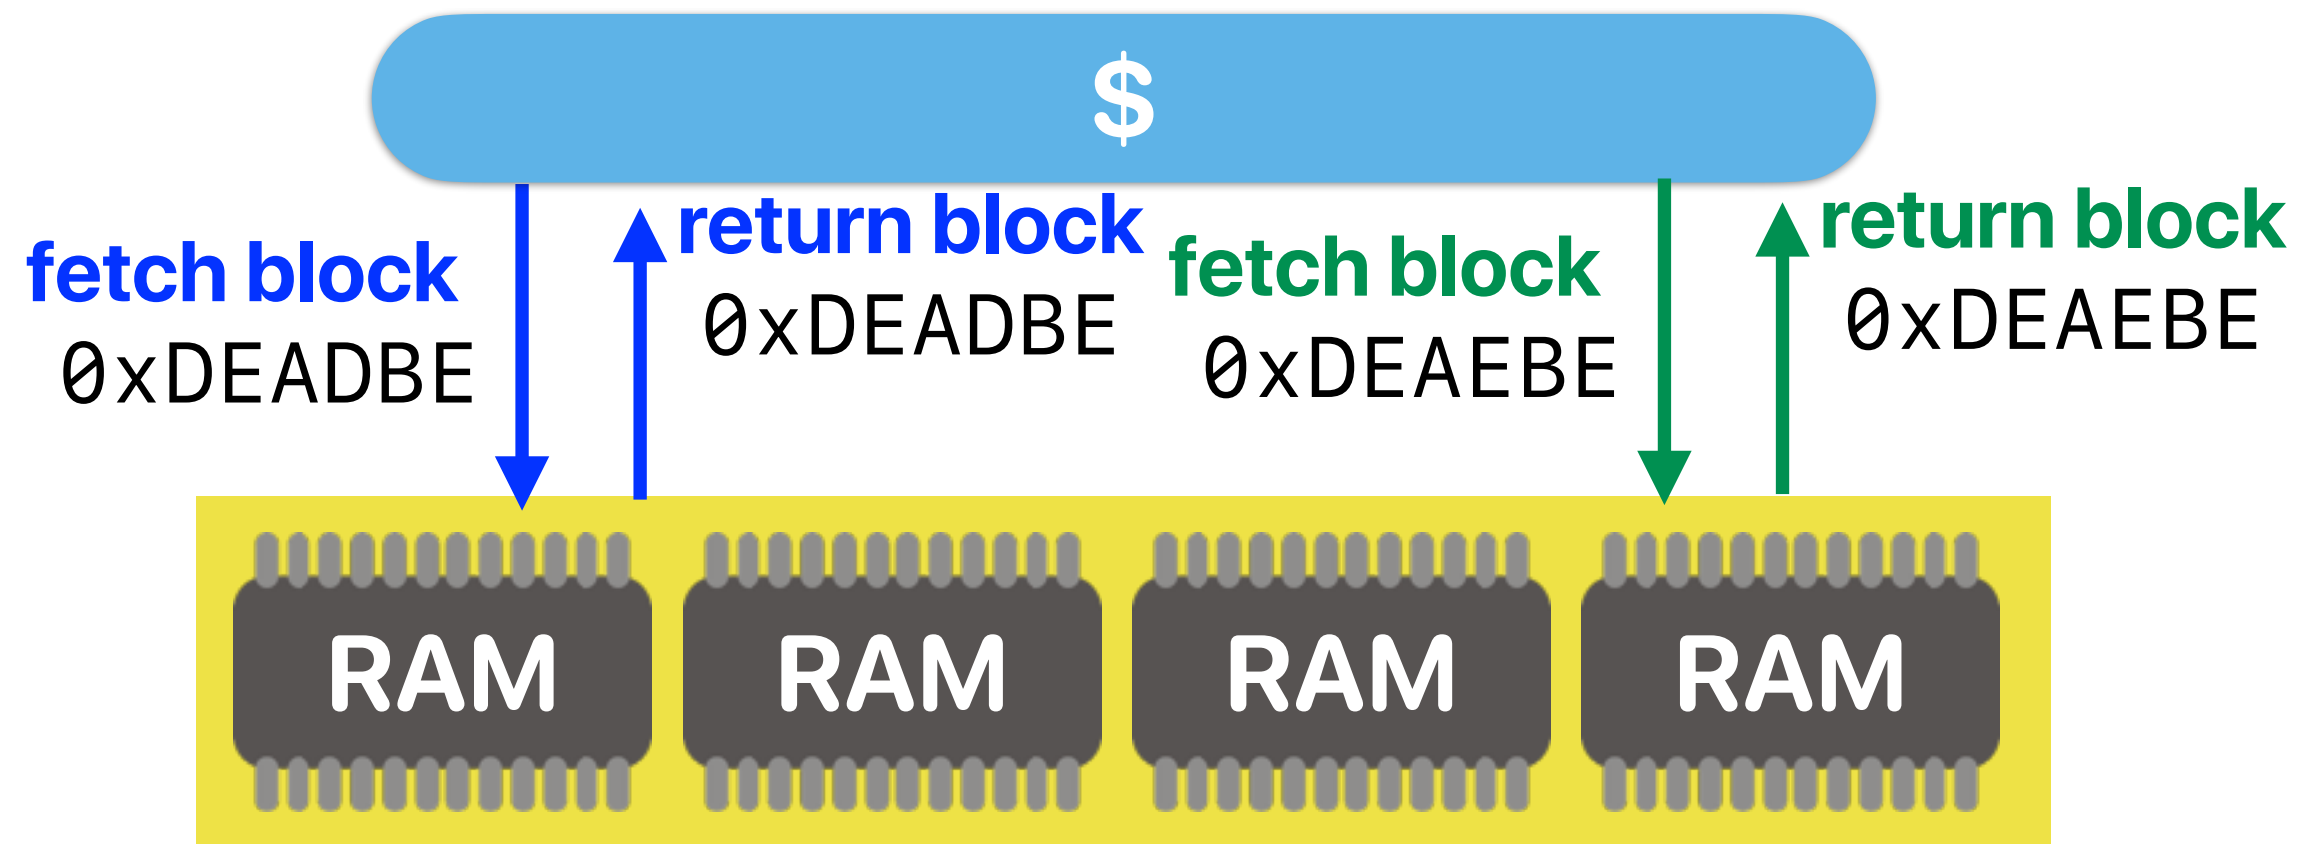 $
fetch block
0xDEADBE
return block
0xDEADBE
fetch block
0xDEAEBE
return block
0xDEAEBE
RAM RAM RAM RAM